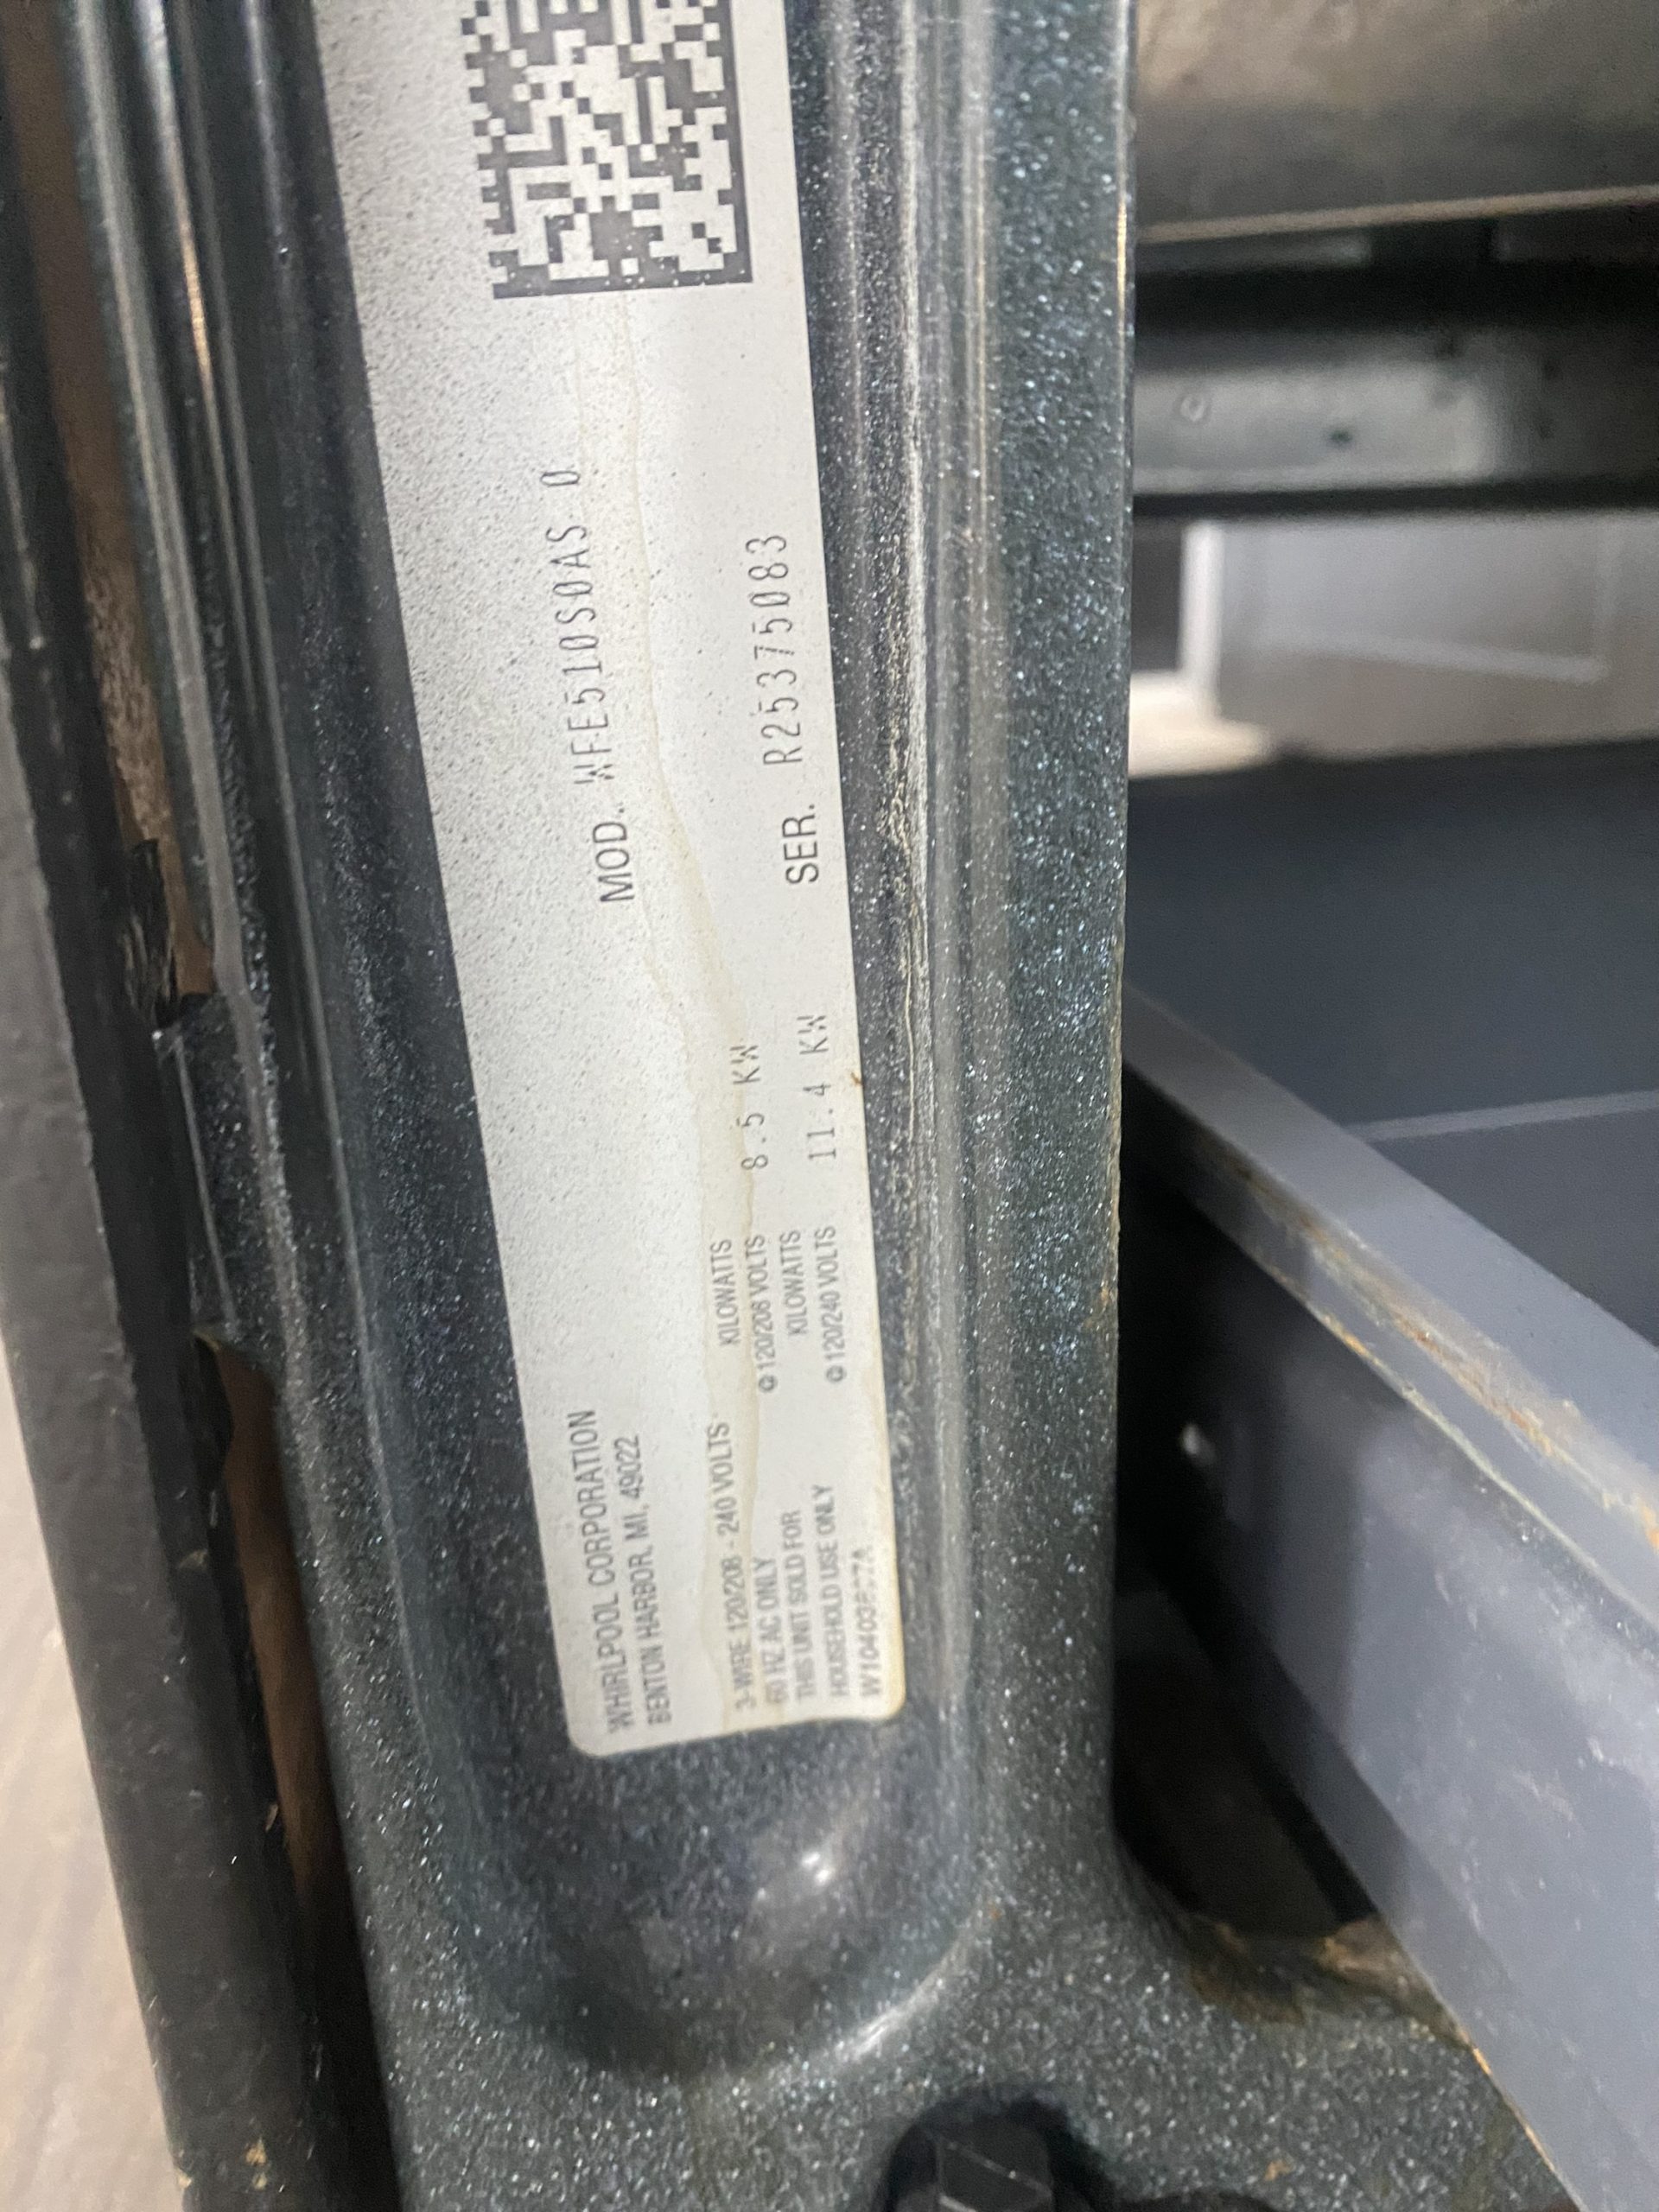 MOD. WFE510S0AS 0
SER. R25375083
WHIRLPOOL CORPORATION
BENTON HARBOR, MI, 49022
3-WIRE 120/208 - 240 VOLTS
60 HZ AC ONLY
THIS UNIT SOLD FOR
HOUSEHOLD USE ONLY
KILOWATTS
@ 120/208 VOLTS 8.5 KW
KILOWATTS
@ 120/240 VOLTS 11.4 KW